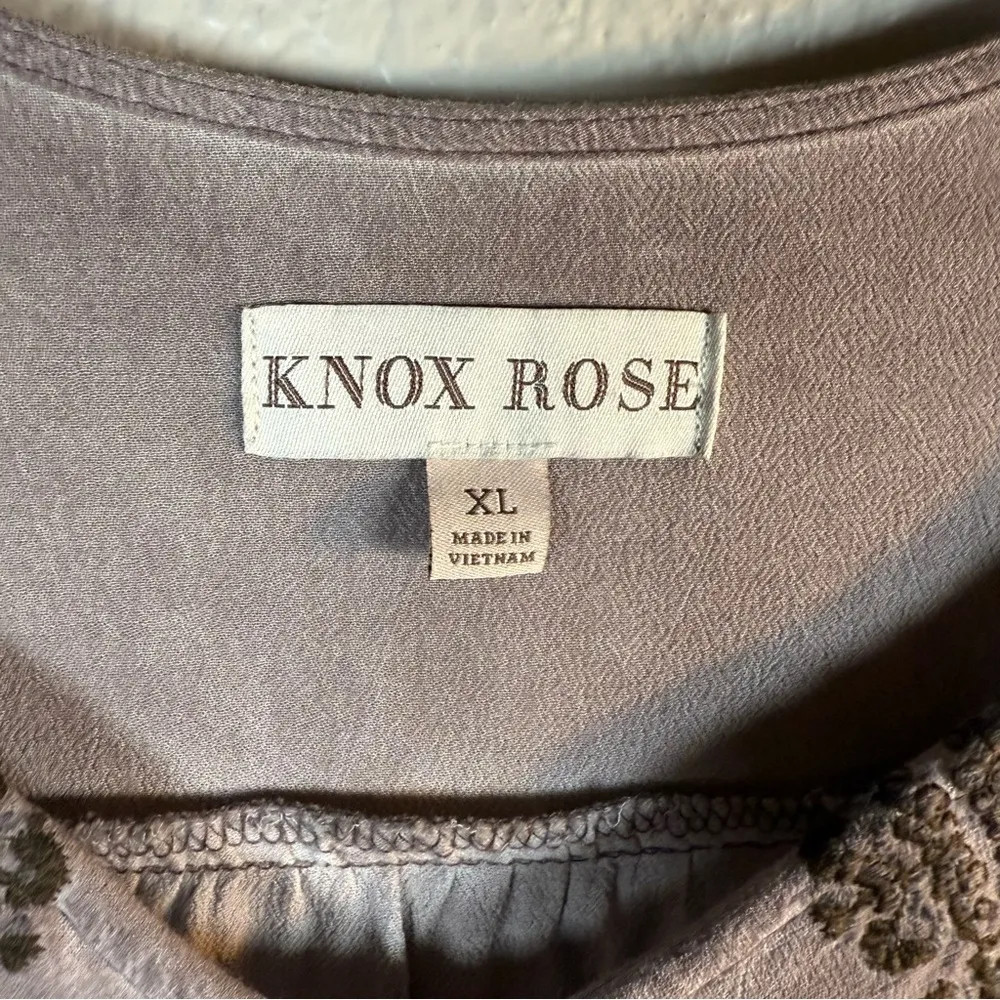 KNOX ROSE
XL
MADE IN
VIETNAM